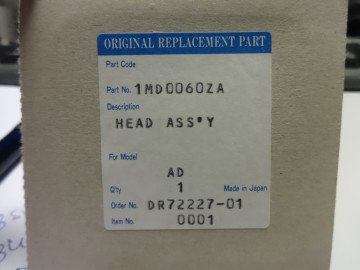 ORIGINAL REPLACEMENT PART
Part Code
Part No. 1MD0060ZA
Description
HEAD ASS'Y
For Model
AD
Q'ty 1 Made in Japan
Order No. DR72227-01
Item No. 0001